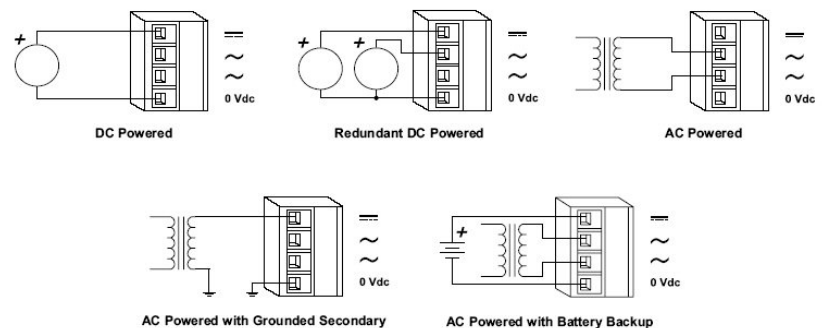 +
~
~
0 Vdc
DC Powered
+ +
~
~
0 Vdc
Redundant DC Powered
~
~
0 Vdc
AC Powered
~
~
0 Vdc
AC Powered with Grounded Secondary
+
~
~
0 Vdc
AC Powered with Battery Backup